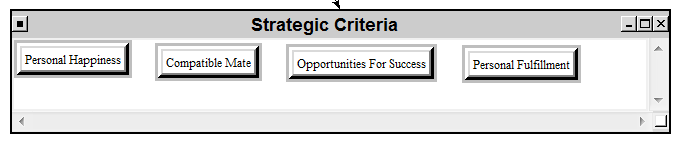 Strategic Criteria
Personal Happiness
Compatible Mate
Opportunities For Success
Personal Fulfillment